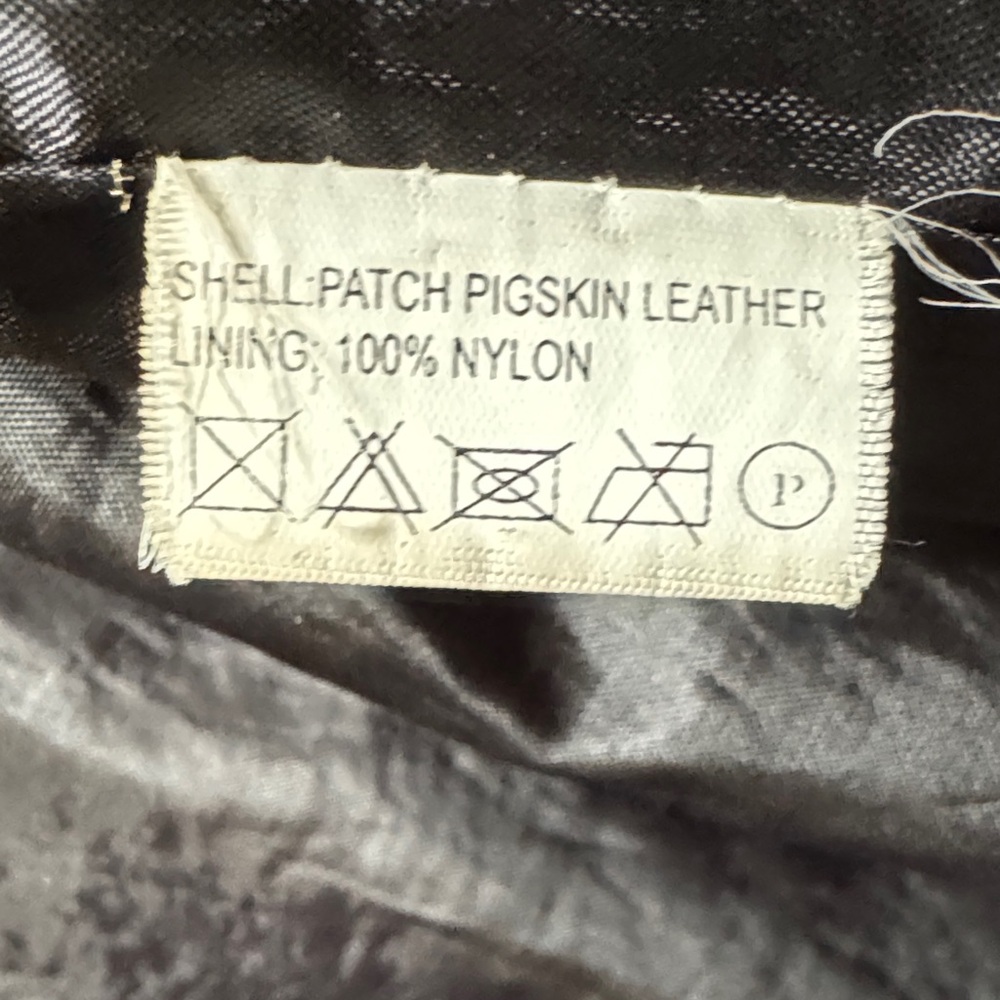 SHELL:PATCH PIGSKIN LEATHER
LINING: 100% NYLON
P